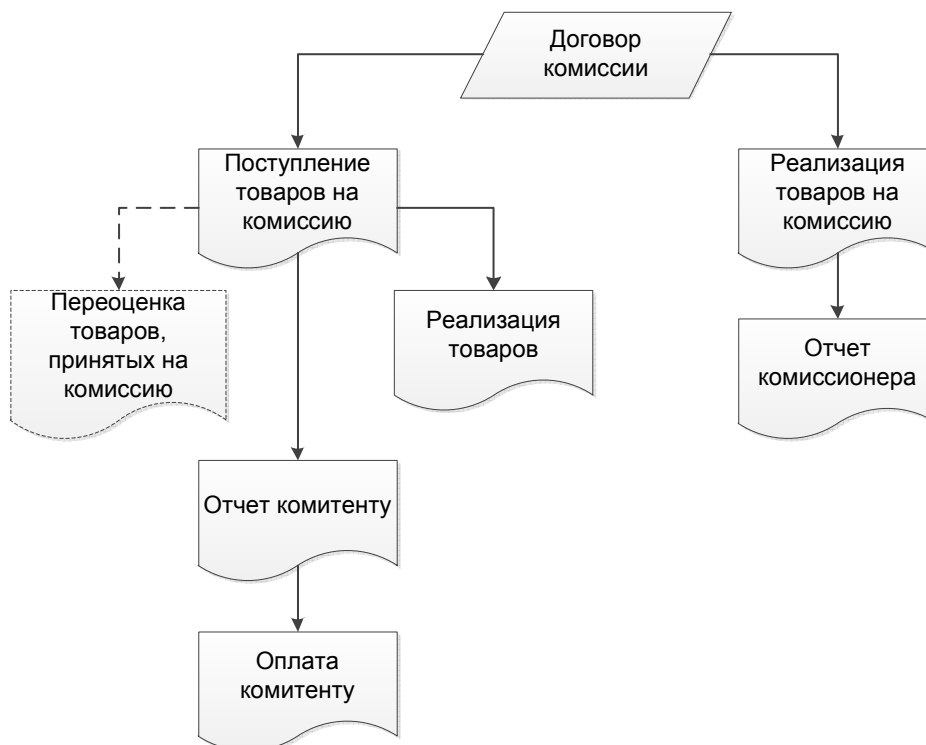 Договор
комиссии
Поступление
товаров на
комиссию
Реализация
товаров на
комиссию
Переоценка
товаров,
принятых на
комиссию
Реализация
товаров
Отчет
комиссионера
Отчет комитенту
Оплата
комитенту